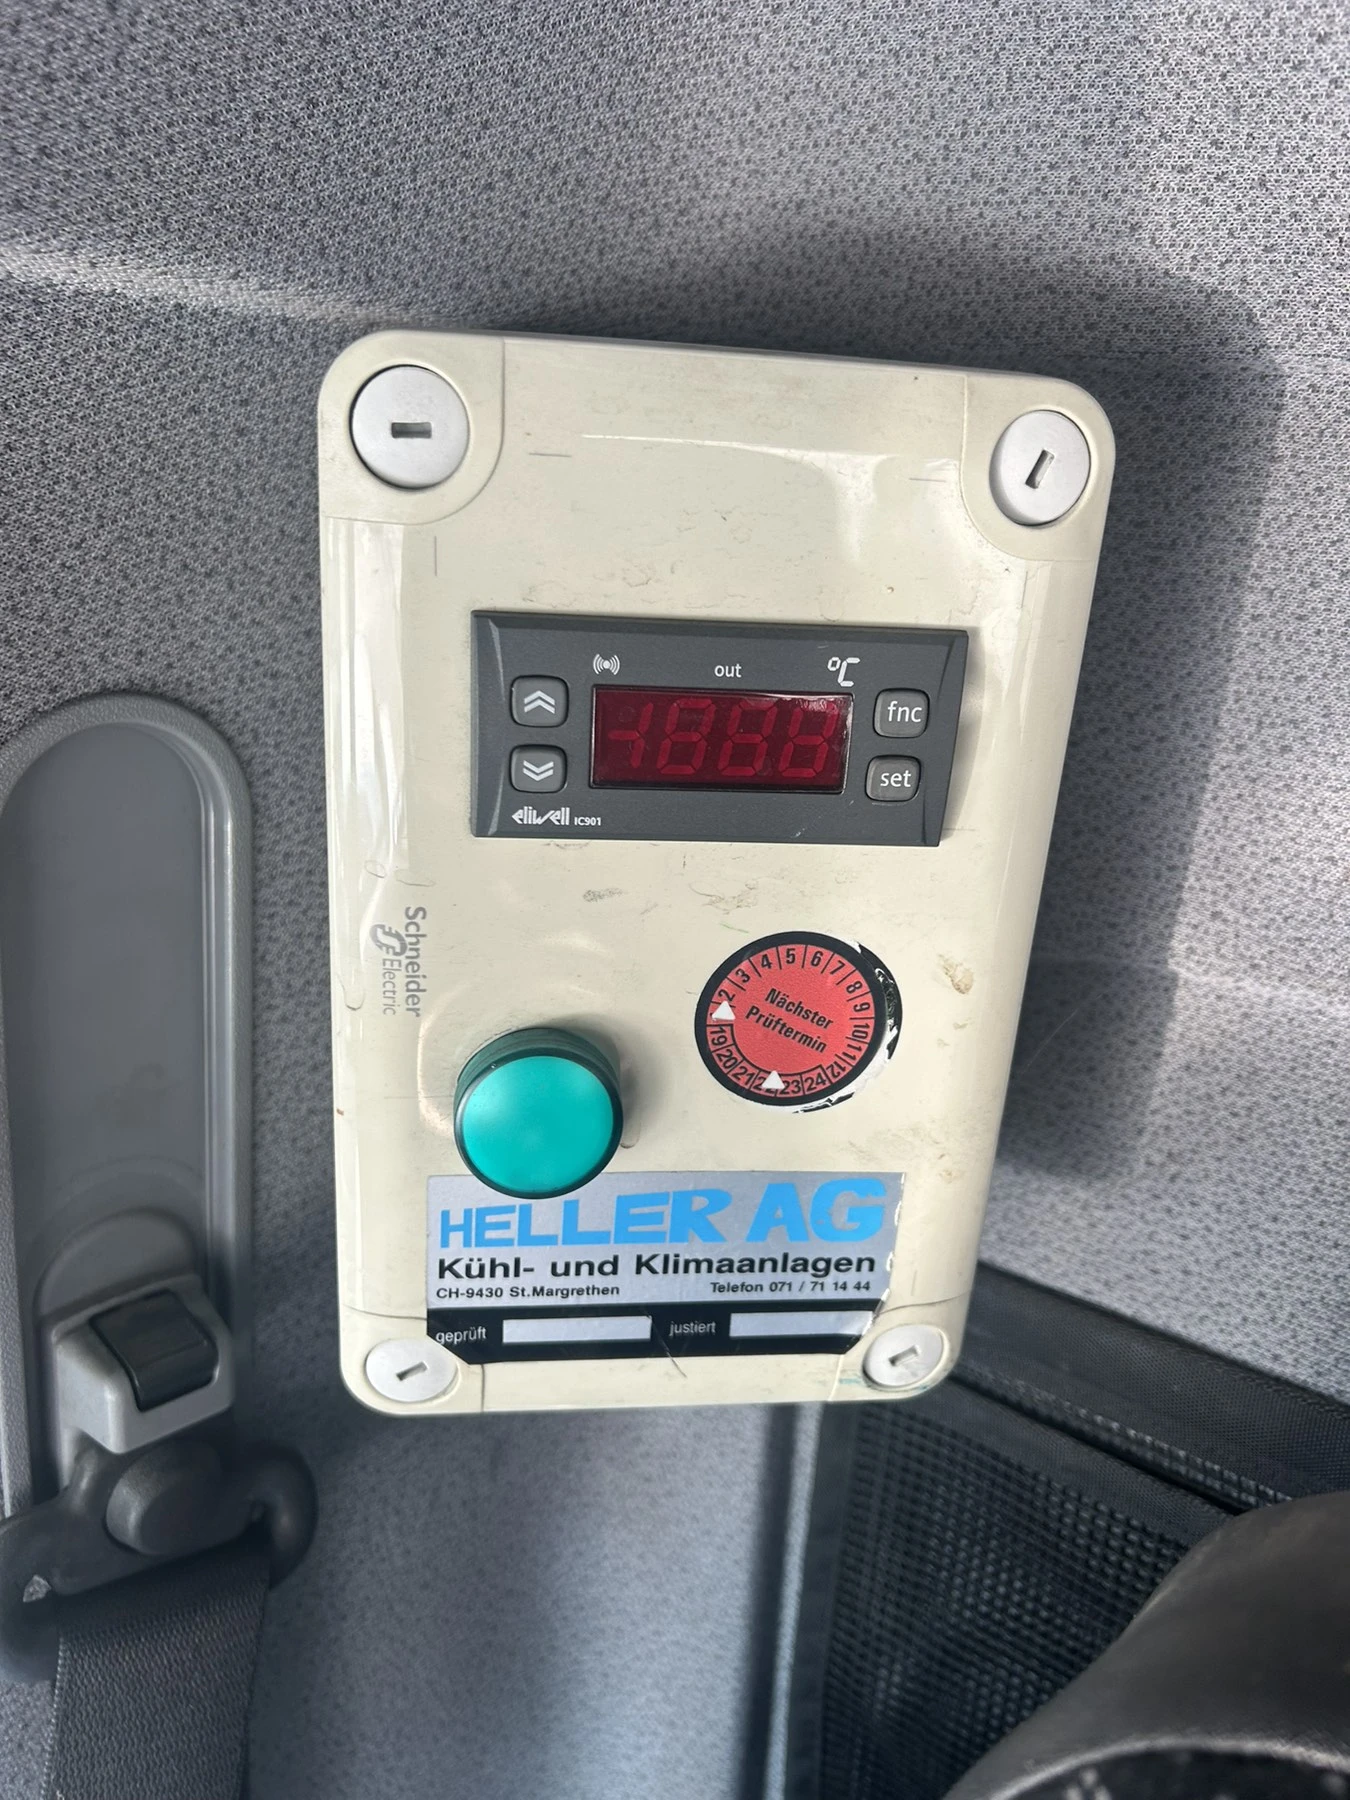 out
°C
fnc
set
eliwell IC901
Schneider
Electric
2 3 4 5 6 7 8 9 10 11 12
Nächster
Prüftermin
19 20 21 23 24
HELLER AG
Kühl- und Klimaanlagen
CH-9430 St.Margrethen Telefon 071 / 71 14 44
geprüft justiert